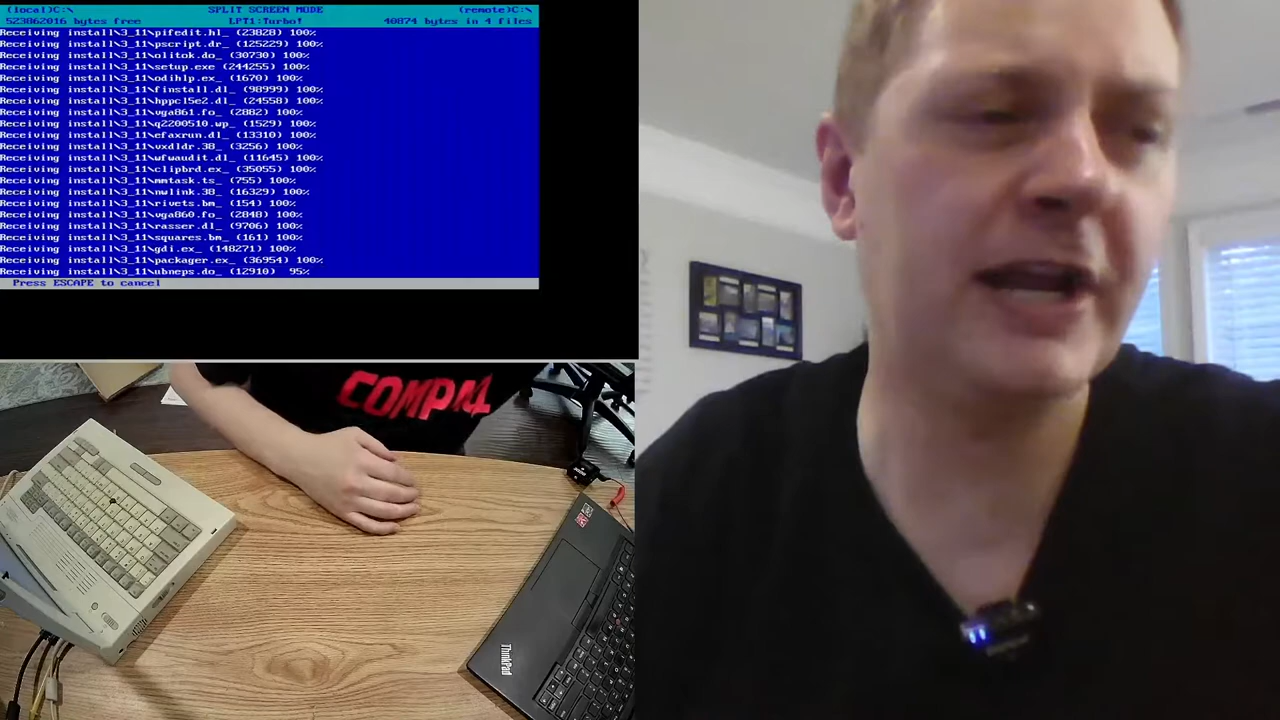 (local)C:\ SPLIT SCREEN MODE (remote)C:\
523862016 bytes free LPT1:Turbo! 40874 bytes in 4 files
Receiving install\3_11\pifedit.hl_ (23828) 100%
Receiving install\3_11\pscript.dr_ (125229) 100%
Receiving install\3_11\olitok.do_ (30730) 100%
Receiving install\3_11\setup.exe (244255) 100%
Receiving install\3_11\odihlp.ex_ (1670) 100%
Receiving install\3_11\finstall.dl_ (98999) 100%
Receiving install\3_11\hppcl5e2.dl_ (24558) 100%
Receiving install\3_11\vga861.fo_ (2882) 100%
Receiving install\3_11\q2200510.wp_ (1529) 100%
Receiving install\3_11\efaxrun.dl_ (13310) 100%
Receiving install\3_11\vxdldr.38_ (3256) 100%
Receiving install\3_11\wfwaudit.dl_ (11645) 100%
Receiving install\3_11\clipbrd.ex_ (35055) 100%
Receiving install\3_11\mmtask.ts_ (755) 100%
Receiving install\3_11\nwlink.38_ (16329) 100%
Receiving install\3_11\rivets.bm_ (154) 100%
Receiving install\3_11\vga860.fo_ (2848) 100%
Receiving install\3_11\rasser.dl_ (9706) 100%
Receiving install\3_11\squares.bm_ (161) 100%
Receiving install\3_11\gdi.ex_ (148271) 100%
Receiving install\3_11\packager.ex_ (36954) 100%
Receiving install\3_11\ubneps.do_ (12910) 95%
Press ESCAPE to cancel
COMPAQ
ThinkPad